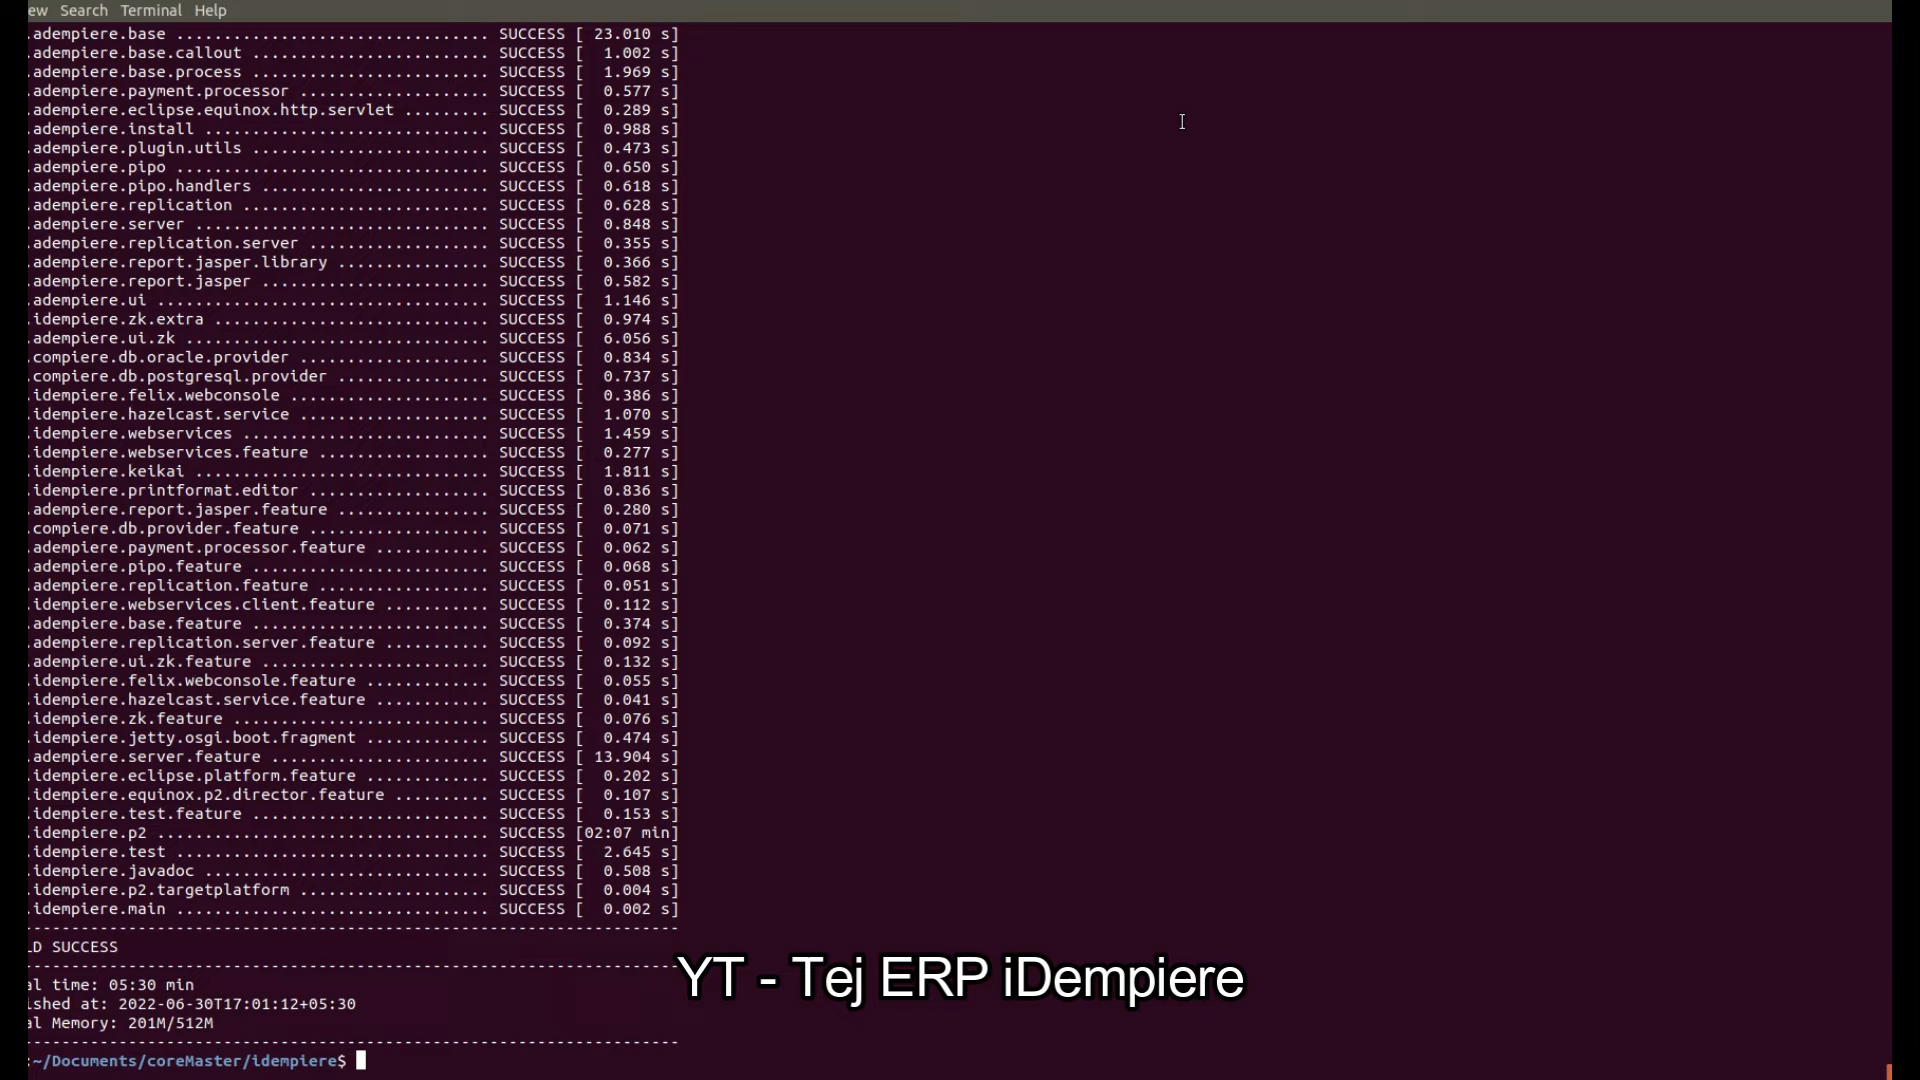 ew Search Terminal Help
.adempiere.base ................................. SUCCESS [ 23.010 s]
.adempiere.base.callout ......................... SUCCESS [  1.002 s]
.adempiere.base.process ......................... SUCCESS [  1.969 s]
.adempiere.payment.processor .................... SUCCESS [  0.577 s]
.adempiere.eclipse.equinox.http.servlet ......... SUCCESS [  0.289 s]
.adempiere.install .............................. SUCCESS [  0.988 s]
.adempiere.plugin.utils ......................... SUCCESS [  0.473 s]
.adempiere.pipo ................................. SUCCESS [  0.650 s]
.adempiere.pipo.handlers ........................ SUCCESS [  0.618 s]
.adempiere.replication .......................... SUCCESS [  0.628 s]
.adempiere.server ............................... SUCCESS [  0.848 s]
.adempiere.replication.server ................... SUCCESS [  0.355 s]
.adempiere.report.jasper.library ................ SUCCESS [  0.366 s]
.adempiere.report.jasper ........................ SUCCESS [  0.582 s]
.adempiere.ui ................................... SUCCESS [  1.146 s]
.idempiere.zk.extra ............................. SUCCESS [  0.974 s]
.adempiere.ui.zk ................................ SUCCESS [  6.056 s]
.compiere.db.oracle.provider .................... SUCCESS [  0.834 s]
.compiere.db.postgresql.provider ................ SUCCESS [  0.737 s]
.idempiere.felix.webconsole ..................... SUCCESS [  0.386 s]
.idempiere.hazelcast.service .................... SUCCESS [  1.070 s]
.idempiere.webservices .......................... SUCCESS [  1.459 s]
.idempiere.webservices.feature .................. SUCCESS [  0.277 s]
.idempiere.keikai ............................... SUCCESS [  1.811 s]
.idempiere.printformat.editor ................... SUCCESS [  0.836 s]
.adempiere.report.jasper.feature ................ SUCCESS [  0.280 s]
.compiere.db.provider.feature ................... SUCCESS [  0.071 s]
.adempiere.payment.processor.feature ............ SUCCESS [  0.062 s]
.adempiere.pipo.feature ......................... SUCCESS [  0.068 s]
.adempiere.replication.feature .................. SUCCESS [  0.051 s]
.idempiere.webservices.client.feature ........... SUCCESS [  0.112 s]
.adempiere.base.feature ......................... SUCCESS [  0.374 s]
.adempiere.replication.server.feature ........... SUCCESS [  0.092 s]
.adempiere.ui.zk.feature ........................ SUCCESS [  0.132 s]
.idempiere.felix.webconsole.feature ............. SUCCESS [  0.055 s]
.idempiere.hazelcast.service.feature ............ SUCCESS [  0.041 s]
.idempiere.zk.feature ........................... SUCCESS [  0.076 s]
.idempiere.jetty.osgi.boot.fragment ............. SUCCESS [  0.474 s]
.adempiere.server.feature ....................... SUCCESS [ 13.904 s]
.idempiere.eclipse.platform.feature ............. SUCCESS [  0.202 s]
.idempiere.equinox.p2.director.feature .......... SUCCESS [  0.107 s]
.idempiere.test.feature ......................... SUCCESS [  0.153 s]
.idempiere.p2 ................................... SUCCESS [02:07 min]
.idempiere.test ................................. SUCCESS [  2.645 s]
.idempiere.javadoc .............................. SUCCESS [  0.508 s]
.idempiere.p2.targetplatform .................... SUCCESS [  0.004 s]
.idempiere.main ................................. SUCCESS [  0.002 s]
---------------------------------------------------------------------
LD SUCCESS
---------------------------------------------------------------------
al time: 05:30 min
ished at: 2022-06-30T17:01:12+05:30
al Memory: 201M/512M
---------------------------------------------------------------------
:~/Documents/coreMaster/idempiere$
YT - Tej ERP iDempiere